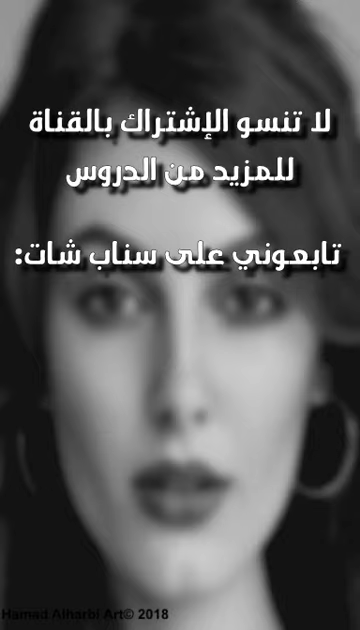 لا تنسو الإشتراك بالقناة
للمزيد من الدروس
تابعوني على سناب شات:
Hamad Alharbi Art© 2018